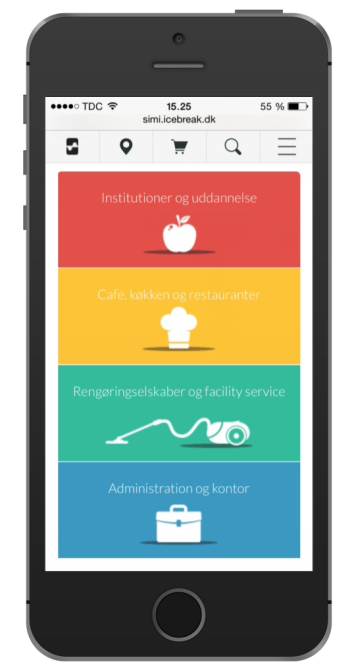 TDC 15.25 55 %
simi.icebreak.dk
Institutioner og uddannelse
Cafe, køkken og restauranter
Rengøringselskaber og facility service
Administration og kontor